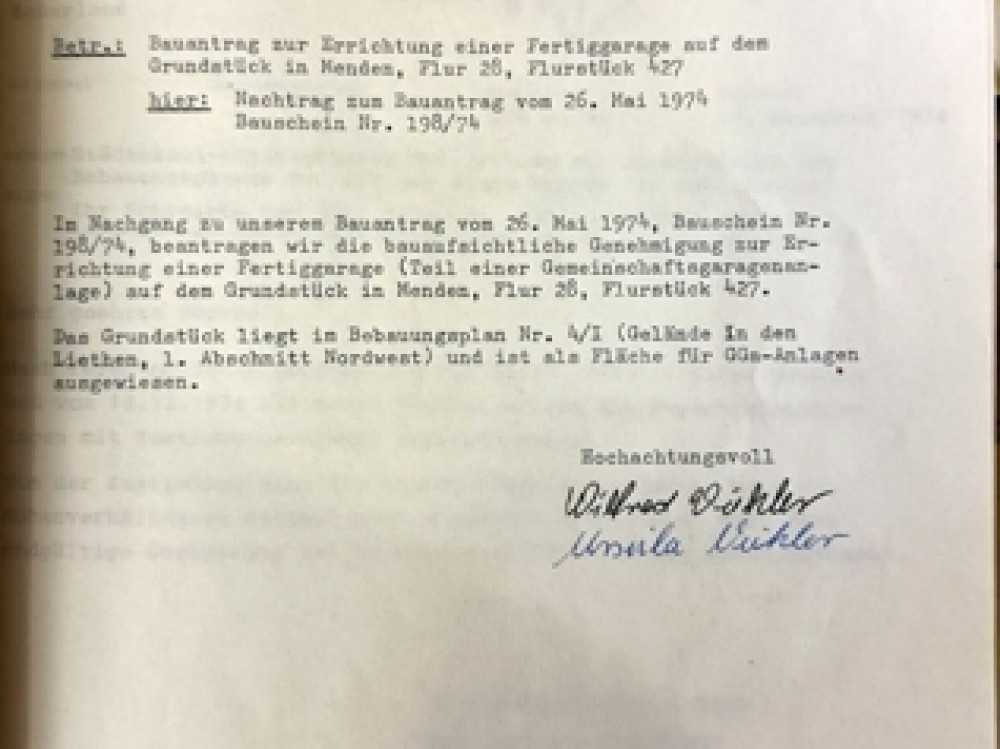 Betr.: Bauantrag zur Errichtung einer Fertiggarage auf dem
Grundstück in Menden, Flur 28, Flurstück 427
hier: Nachtrag zum Bauantrag vom 26. Mai 1974
Bauschein Nr. 198/74
Im Nachgang zu unserem Bauantrag vom 26. Mai 1974, Bauschein Nr.
198/74, beantragen wir die bauaufsichtliche Genehmigung zur Er-
richtung einer Fertiggarage (Teil einer Gemeinschaftsgaragenan-
lage) auf dem Grundstück in Menden, Flur 28, Flurstück 427.
Das Grundstück liegt im Bebauungsplan Nr. 4/I (Gelände in den
Liethen, 1. Abschnitt Nordwest) und ist als Fläche für GGa-Anlagen
ausgewiesen.
Hochachtungsvoll
Wilfried
Ursula